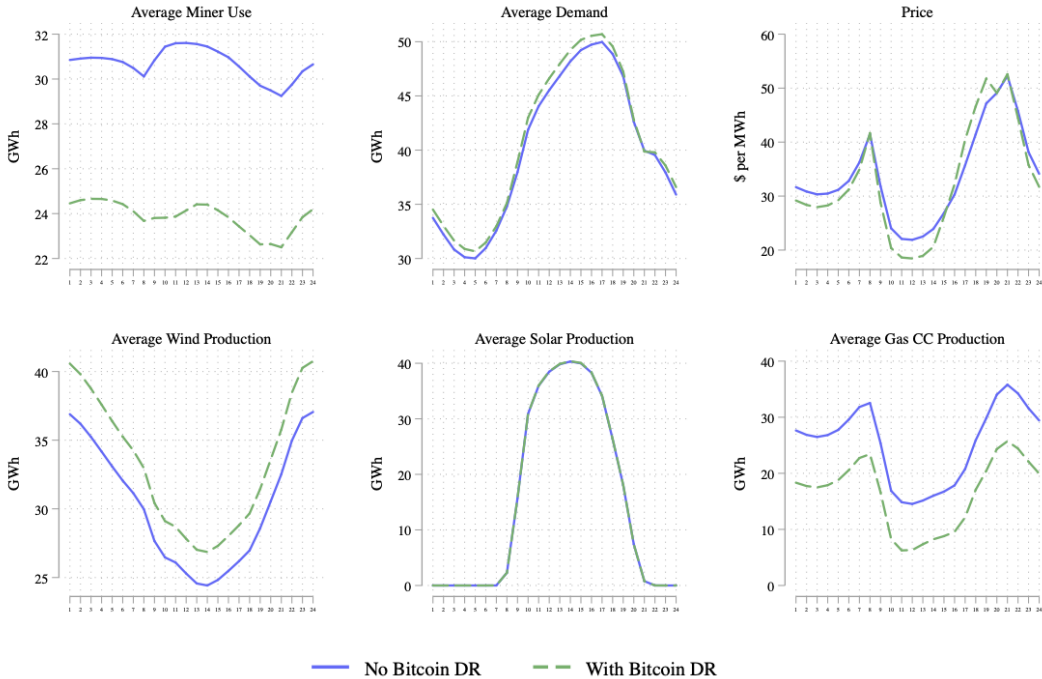 Average Miner Use
GWh
32
30
28
26
24
22
1 2 3 4 5 6 7 8 9 10 11 12 13 14 15 16 17 18 19 20 21 22 23 24
Average Demand
GWh
50
45
40
35
30
1 2 3 4 5 6 7 8 9 10 11 12 13 14 15 16 17 18 19 20 21 22 23 24
Price
$ per MWh
60
50
40
30
20
1 2 3 4 5 6 7 8 9 10 11 12 13 14 15 16 17 18 19 20 21 22 23 24
Average Wind Production
GWh
40
35
30
25
1 2 3 4 5 6 7 8 9 10 11 12 13 14 15 16 17 18 19 20 21 22 23 24
Average Solar Production
GWh
40
30
20
10
0
1 2 3 4 5 6 7 8 9 10 11 12 13 14 15 16 17 18 19 20 21 22 23 24
Average Gas CC Production
GWh
40
30
20
10
0
1 2 3 4 5 6 7 8 9 10 11 12 13 14 15 16 17 18 19 20 21 22 23 24
No Bitcoin DR
With Bitcoin DR